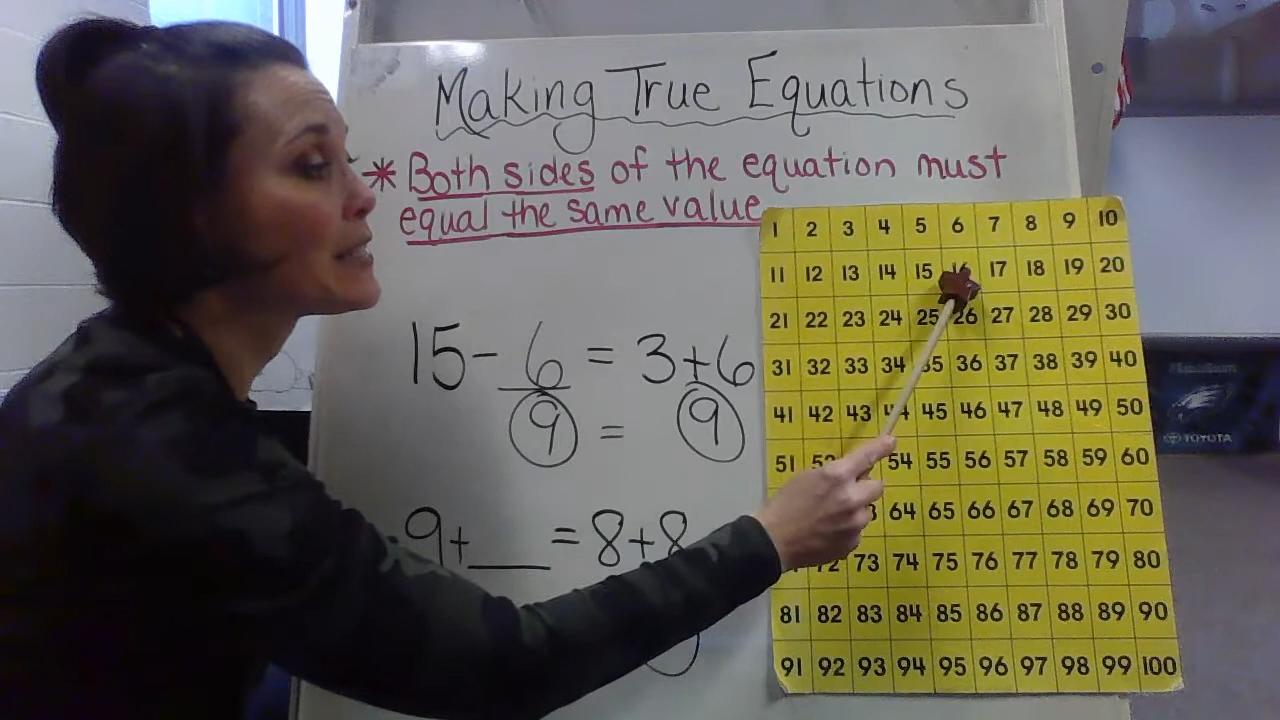 Making True Equations
* Both sides of the equation must
equal the same value
15 - 6 = 3+6
9 = 9
9+___ = 8+8
1 2 3 4 5 6 7 8 9 10
11 12 13 14 15 16 17 18 19 20
21 22 23 24 25 26 27 28 29 30
31 32 33 34 35 36 37 38 39 40
41 42 43 44 45 46 47 48 49 50
51 52 54 55 56 57 58 59 60
64 65 66 67 68 69 70
72 73 74 75 76 77 78 79 80
81 82 83 84 85 86 87 88 89 90
91 92 93 94 95 96 97 98 99 100
TOYOTA